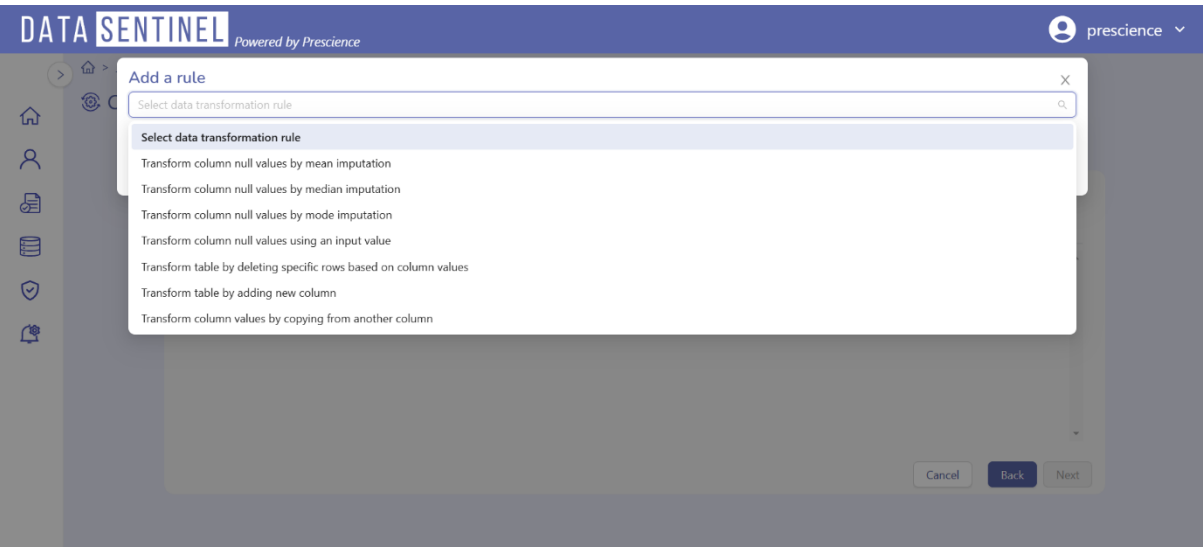 DATA SENTINEL Powered by Prescience
prescience
Add a rule
Select data transformation rule
Select data transformation rule
Transform column null values by mean imputation
Transform column null values by median imputation
Transform column null values by mode imputation
Transform column null values using an input value
Transform table by deleting specific rows based on column values
Transform table by adding new column
Transform column values by copying from another column
Cancel
Back
Next